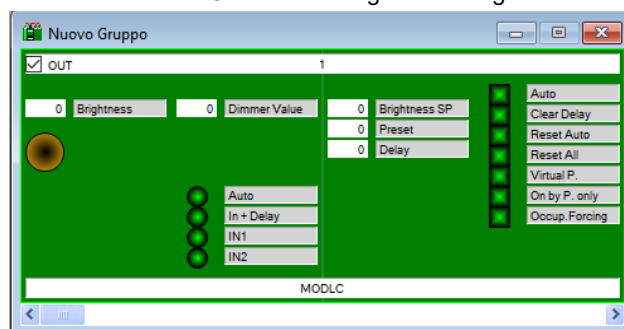 Nuovo Gruppo
OUT 1
0 Brightness 0 Dimmer Value 0 Brightness SP
0 Preset
0 Delay
Auto
Clear Delay
Reset Auto
Reset All
Virtual P.
On by P. only
Occup.Forcing
Auto
In + Delay
IN1
IN2
MODLC